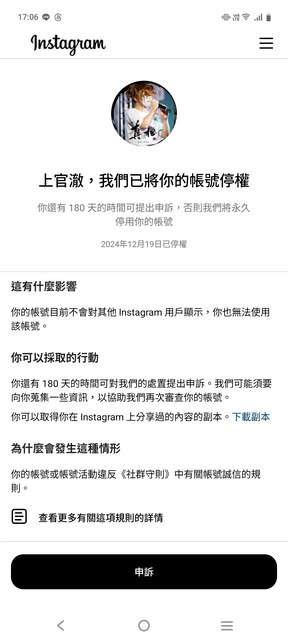 17:06
Instagram
上官澈，我們已將你的帳號停權
你還有 180 天的時間可提出申訴，否則我們將永久
停用你的帳號
2024年12月19日已停權
這有什麼影響
你的帳號目前不會對其他 Instagram 用戶顯示，你也無法使用
該帳號。
你可以採取的行動
你還有 180 天的時間可對我們的處置提出申訴。我們可能須要
向你蒐集一些資訊，以協助我們再次審查你的帳號。
你可以取得你在 Instagram 上分享過的內容的副本。下載副本
為什麼會發生這種情形
你的帳號或帳號活動違反《社群守則》中有關帳號誠信的規
則。
查看更多有關這項規則的詳情
申訴